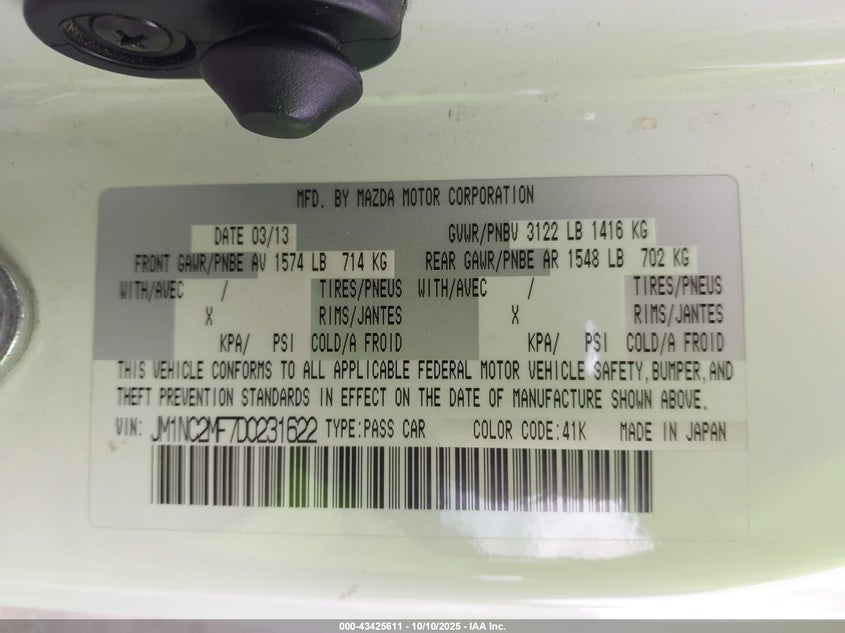 MFD. BY MAZDA MOTOR CORPORATION
DATE 03/13 GVWR/PNBV 3122 LB 1416 KG
FRONT GAWR/PNBE AV 1574 LB 714 KG REAR GAWR/PNBE AR 1548 LB 702 KG
WITH/AVEC / TIRES/PNEUS WITH/AVEC / TIRES/PNEUS
X RIMS/JANTES X RIMS/JANTES
KPA/ PSI COLD/A FROID KPA/ PSI COLD/A FROID
THIS VEHICLE CONFORMS TO ALL APPLICABLE FEDERAL MOTOR VEHICLE SAFETY, BUMPER, AND
THEFT PREVENTION STANDARDS IN EFFECT ON THE DATE OF MANUFACTURE SHOWN ABOVE.
VIN: JM1NC2MF7D0231622 TYPE:PASS CAR COLOR CODE:41K MADE IN JAPAN
000-43425611 - 10/10/2025 - IAA Inc.